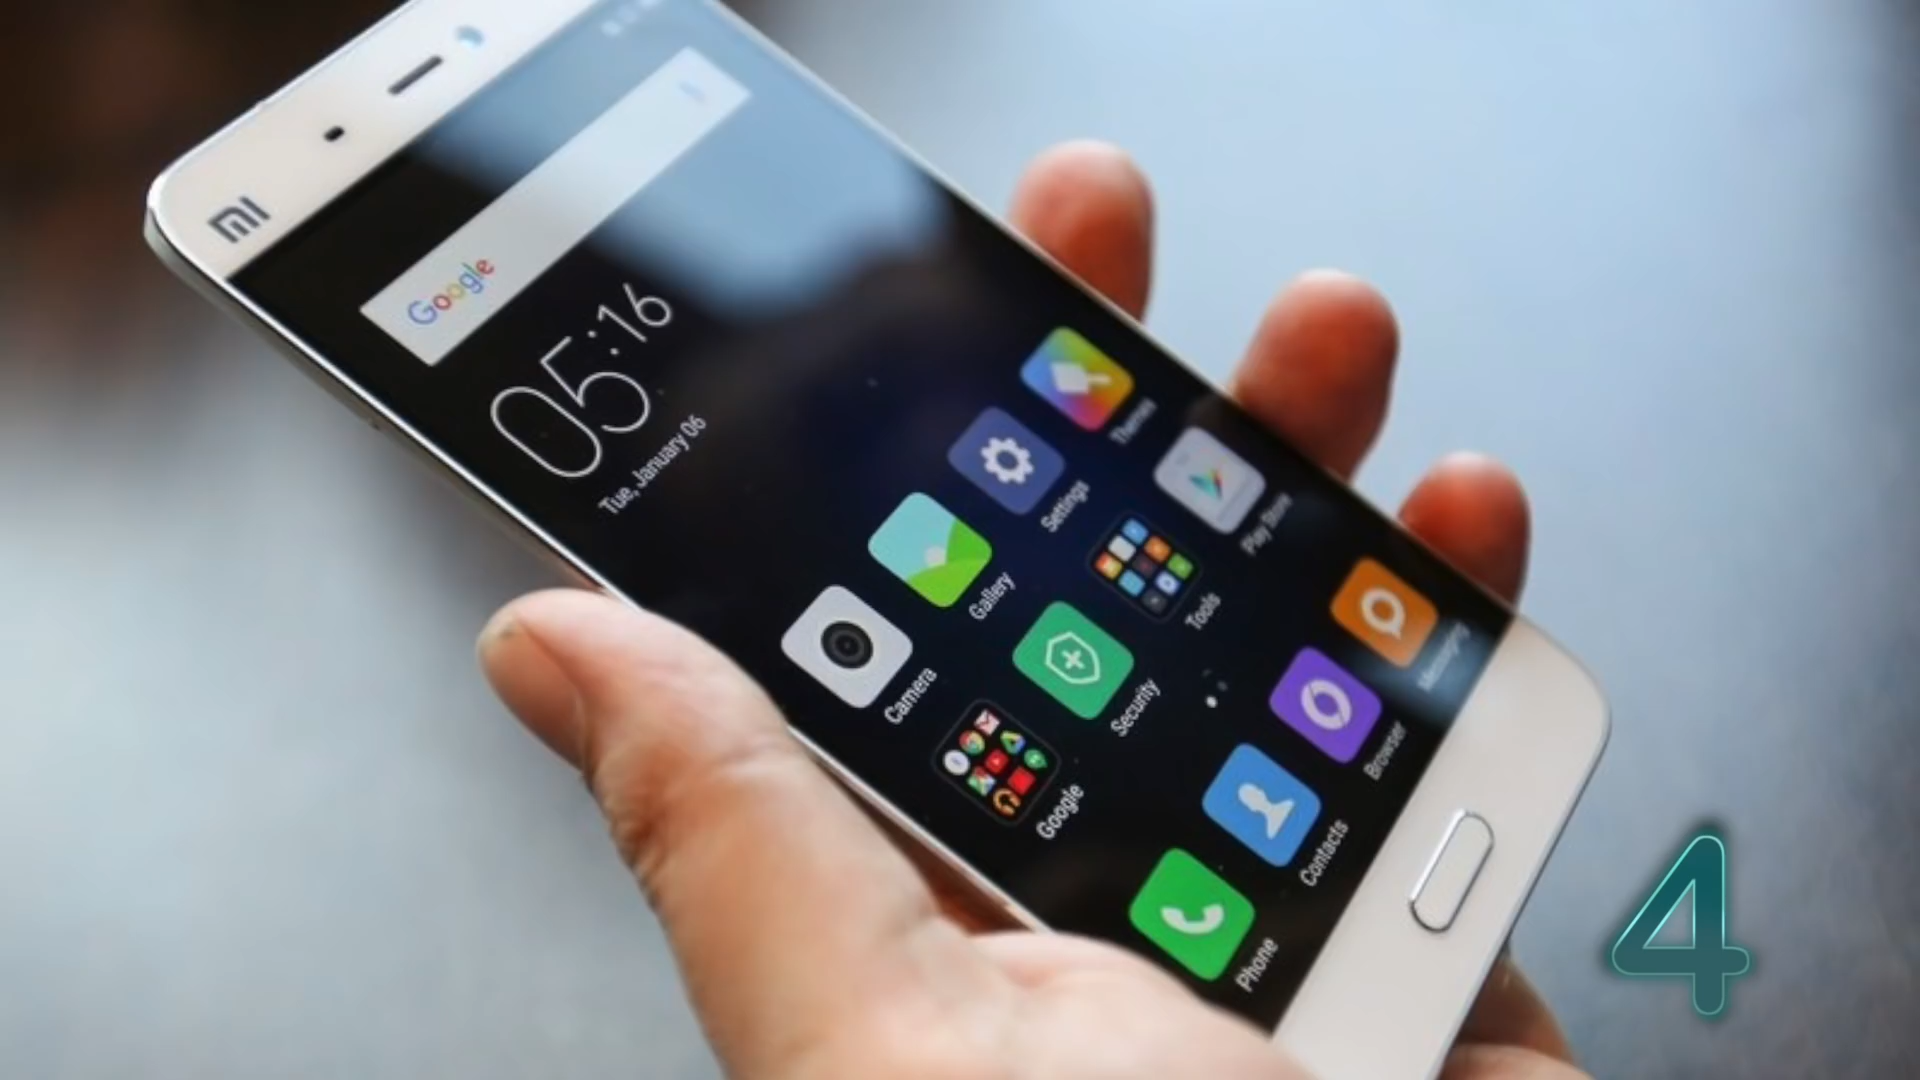 mi
Google
05:16
Tue, January 06
Camera
Gallery
Settings
Themes
Google
Security
Tools
Play Store
Phone
Contacts
Browser
Messaging
4